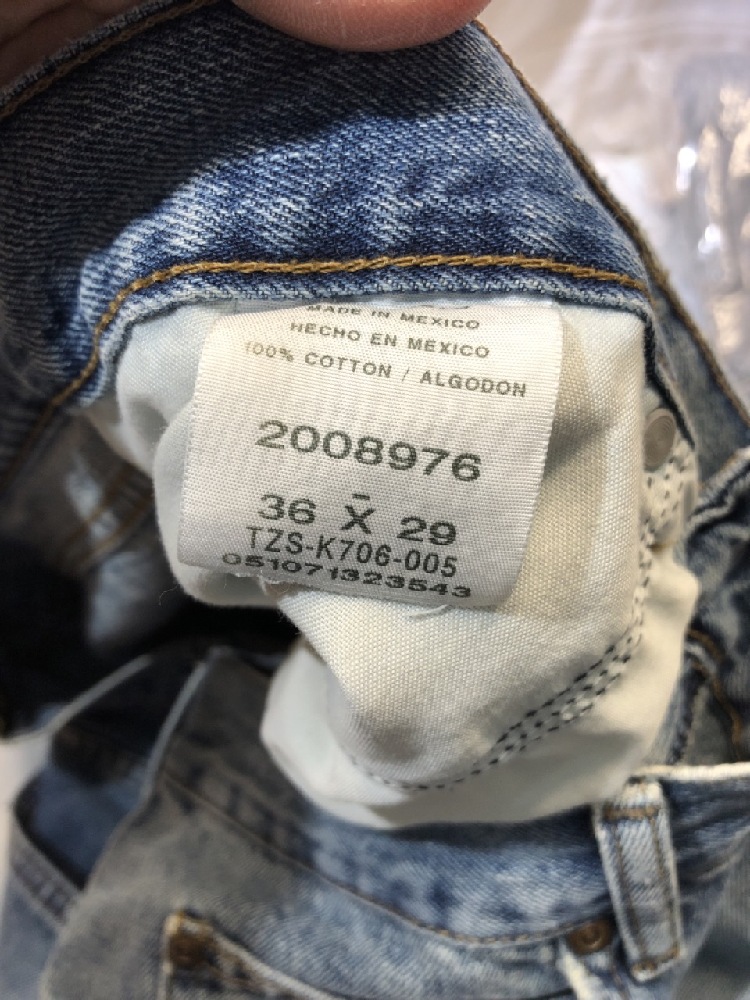 MADE IN MEXICO
HECHO EN MEXICO
100% COTTON / ALGODON
2008976
36 X 29
TZS-K706-005
051071323543